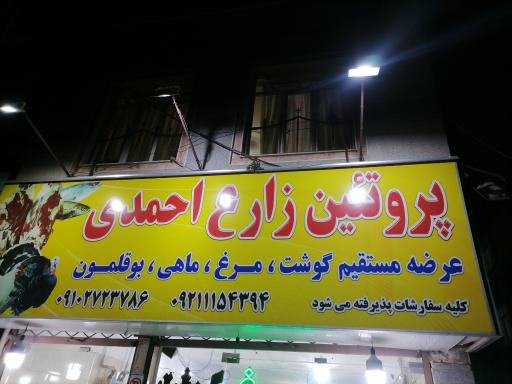 پروتئین زارع احمدی
عرضه مستقیم گوشت ، مرغ ، ماهی ، بوقلمون
کلیه سفارشات پذیرفته می شود
۰۹۲۱۱۱۵۴۳۹۴ ۰۹۱۰۲۷۲۳۷۸۶